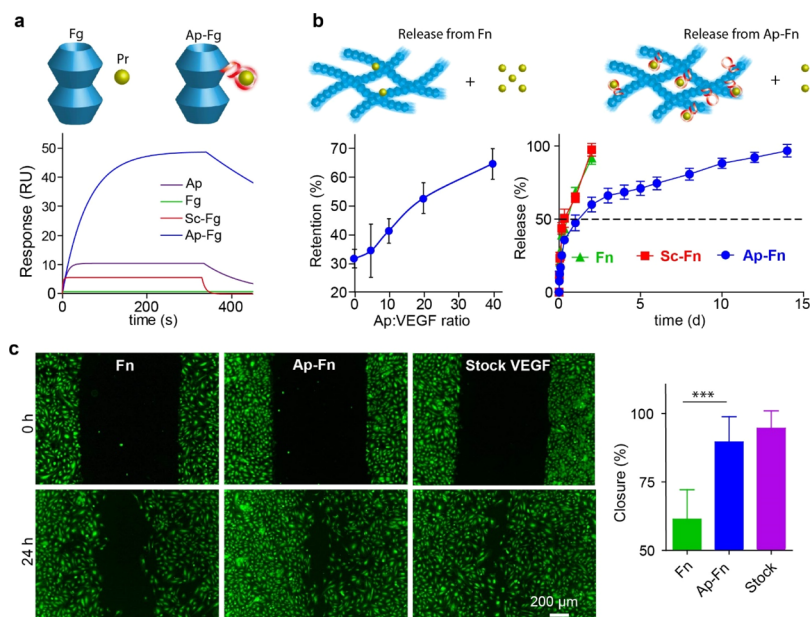 a
Fg
Pr
Ap-Fg
50
40
30
20
10
0
Response (RU)
Ap
Fg
Sc-Fg
Ap-Fg
0
200
400
time (s)
b
Release from Fn
+
Release from Ap-Fn
+
80
70
60
50
40
30
20
Retention (%)
0
10
20
30
40
Ap:VEGF ratio
100
50
0
Release (%)
Fn
Sc-Fn
Ap-Fn
0
5
10
15
time (d)
c
Fn
Ap-Fn
Stock VEGF
0 h
24 h
200 µm
***
100
75
50
Closure (%)
Fn
Ap-Fn
Stock